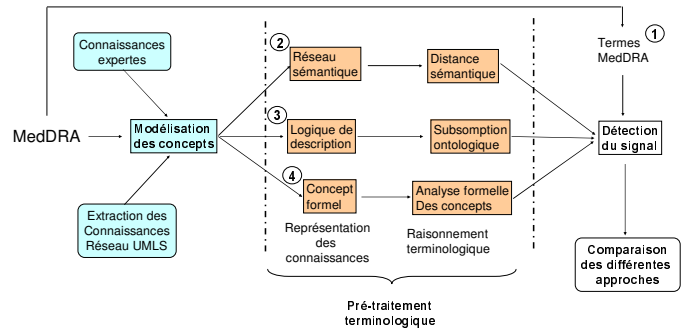 Connaissances
expertes
MedDRA
Modélisation
des concepts
Extraction des
Connaissances
Réseau UMLS
2
Réseau
sémantique
Distance
sémantique
3
Logique de
description
Subsomption
ontologique
4
Concept
formel
Analyse formelle
Des concepts
Représentation
des
connaissances
Raisonnement
terminologique
Pré-traitement
terminologique
1
Termes
MedDRA
Détection
du signal
Comparaison
des différentes
approches